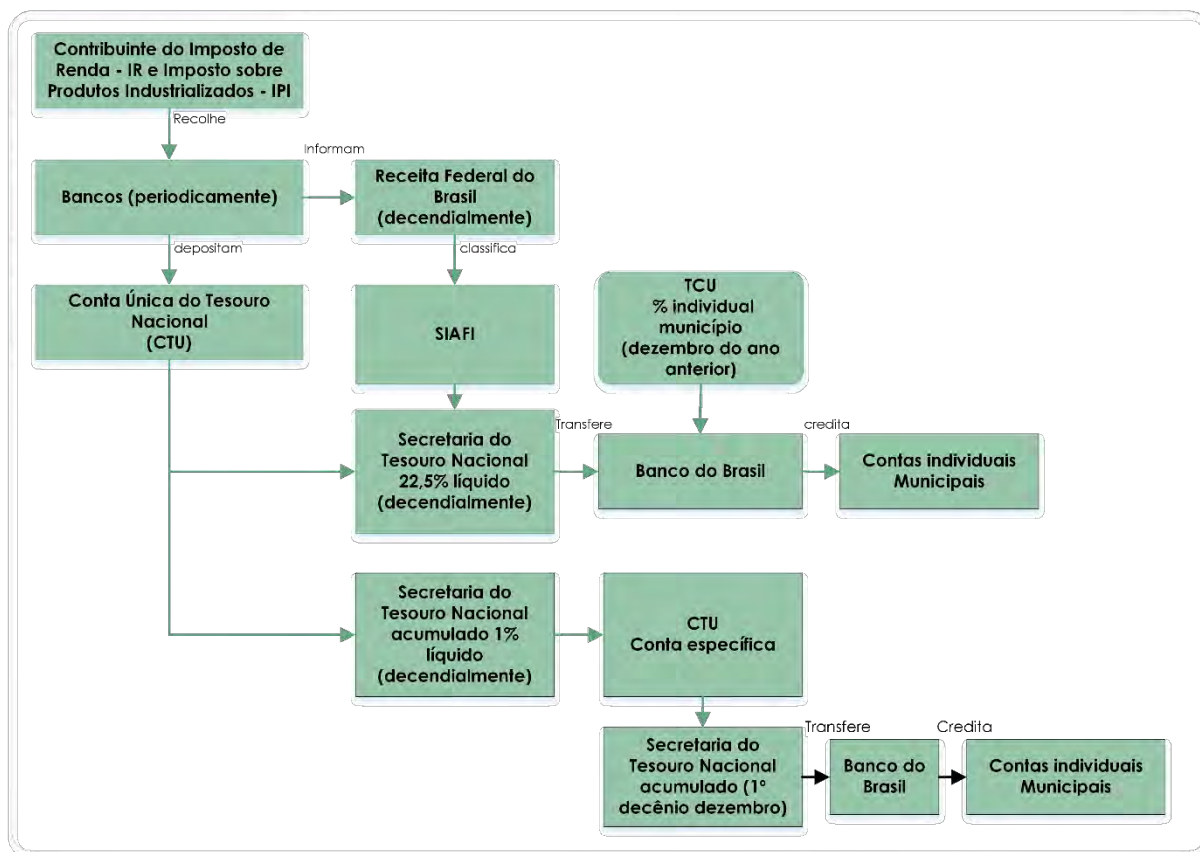 Contribuinte do Imposto de
Renda - IR e Imposto sobre
Produtos Industrializados - IPI
Recolhe
Bancos (periodicamente)
Informam
Receita Federal do
Brasil
(decendialmente)
depositam
classifica
Conta Única do Tesouro
Nacional
(CTU)
SIAFI
TCU
% individual
município
(dezembro do ano
anterior)
Secretaria do
Tesouro Nacional
22,5% líquido
(decendialmente)
Transfere
Banco do Brasil
credita
Contas individuais
Municipais
Secretaria do
Tesouro Nacional
acumulado 1%
líquido
(decendialmente)
CTU
Conta específica
Secretaria do
Tesouro Nacional
acumulado (1º
decênio dezembro)
Transfere
Banco do
Brasil
Credita
Contas individuais
Municipais